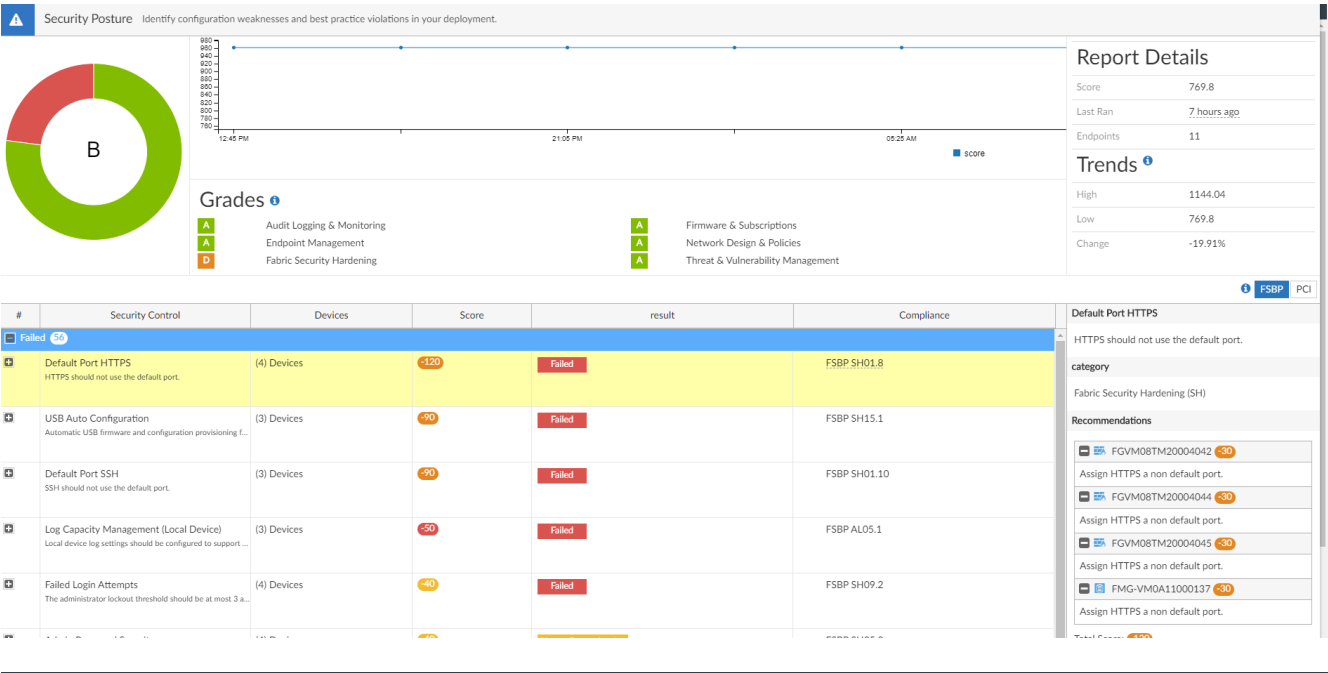 Security Posture Identify configuration weaknesses and best practice violations in your deployment.
B
980
960
940
920
900
880
860
840
820
800
780
760
12:45 PM 21:05 PM 05:25 AM
score
Grades
A Audit Logging & Monitoring
A Endpoint Management
D Fabric Security Hardening
A Firmware & Subscriptions
A Network Design & Policies
A Threat & Vulnerability Management
Report Details
Score 769.8
Last Ran 7 hours ago
Endpoints 11
Trends
High 1144.04
Low 769.8
Change -19.91%
FSBP PCI
# Security Control Devices Score result Compliance
Failed 56
Default Port HTTPS (4) Devices -120 Failed FSBP SH01.8
HTTPS should not use the default port.
USB Auto Configuration (3) Devices -90 Failed FSBP SH15.1
Automatic USB firmware and configuration provisioning f...
Default Port SSH (3) Devices -90 Failed FSBP SH01.10
SSH should not use the default port.
Log Capacity Management (Local Device) (3) Devices -50 Failed FSBP AL05.1
Local device log settings should be configured to support ...
Failed Login Attempts (4) Devices -40 Failed FSBP SH09.2
The administrator lockout threshold should be at most 3 a...
Default Port HTTPS
HTTPS should not use the default port.
category
Fabric Security Hardening (SH)
Recommendations
FGVM08TM20004042 -30
Assign HTTPS a non default port.
FGVM08TM20004044 -30
Assign HTTPS a non default port.
FGVM08TM20004045 -30
Assign HTTPS a non default port.
FMG-VM0A11000137 -30
Assign HTTPS a non default port.